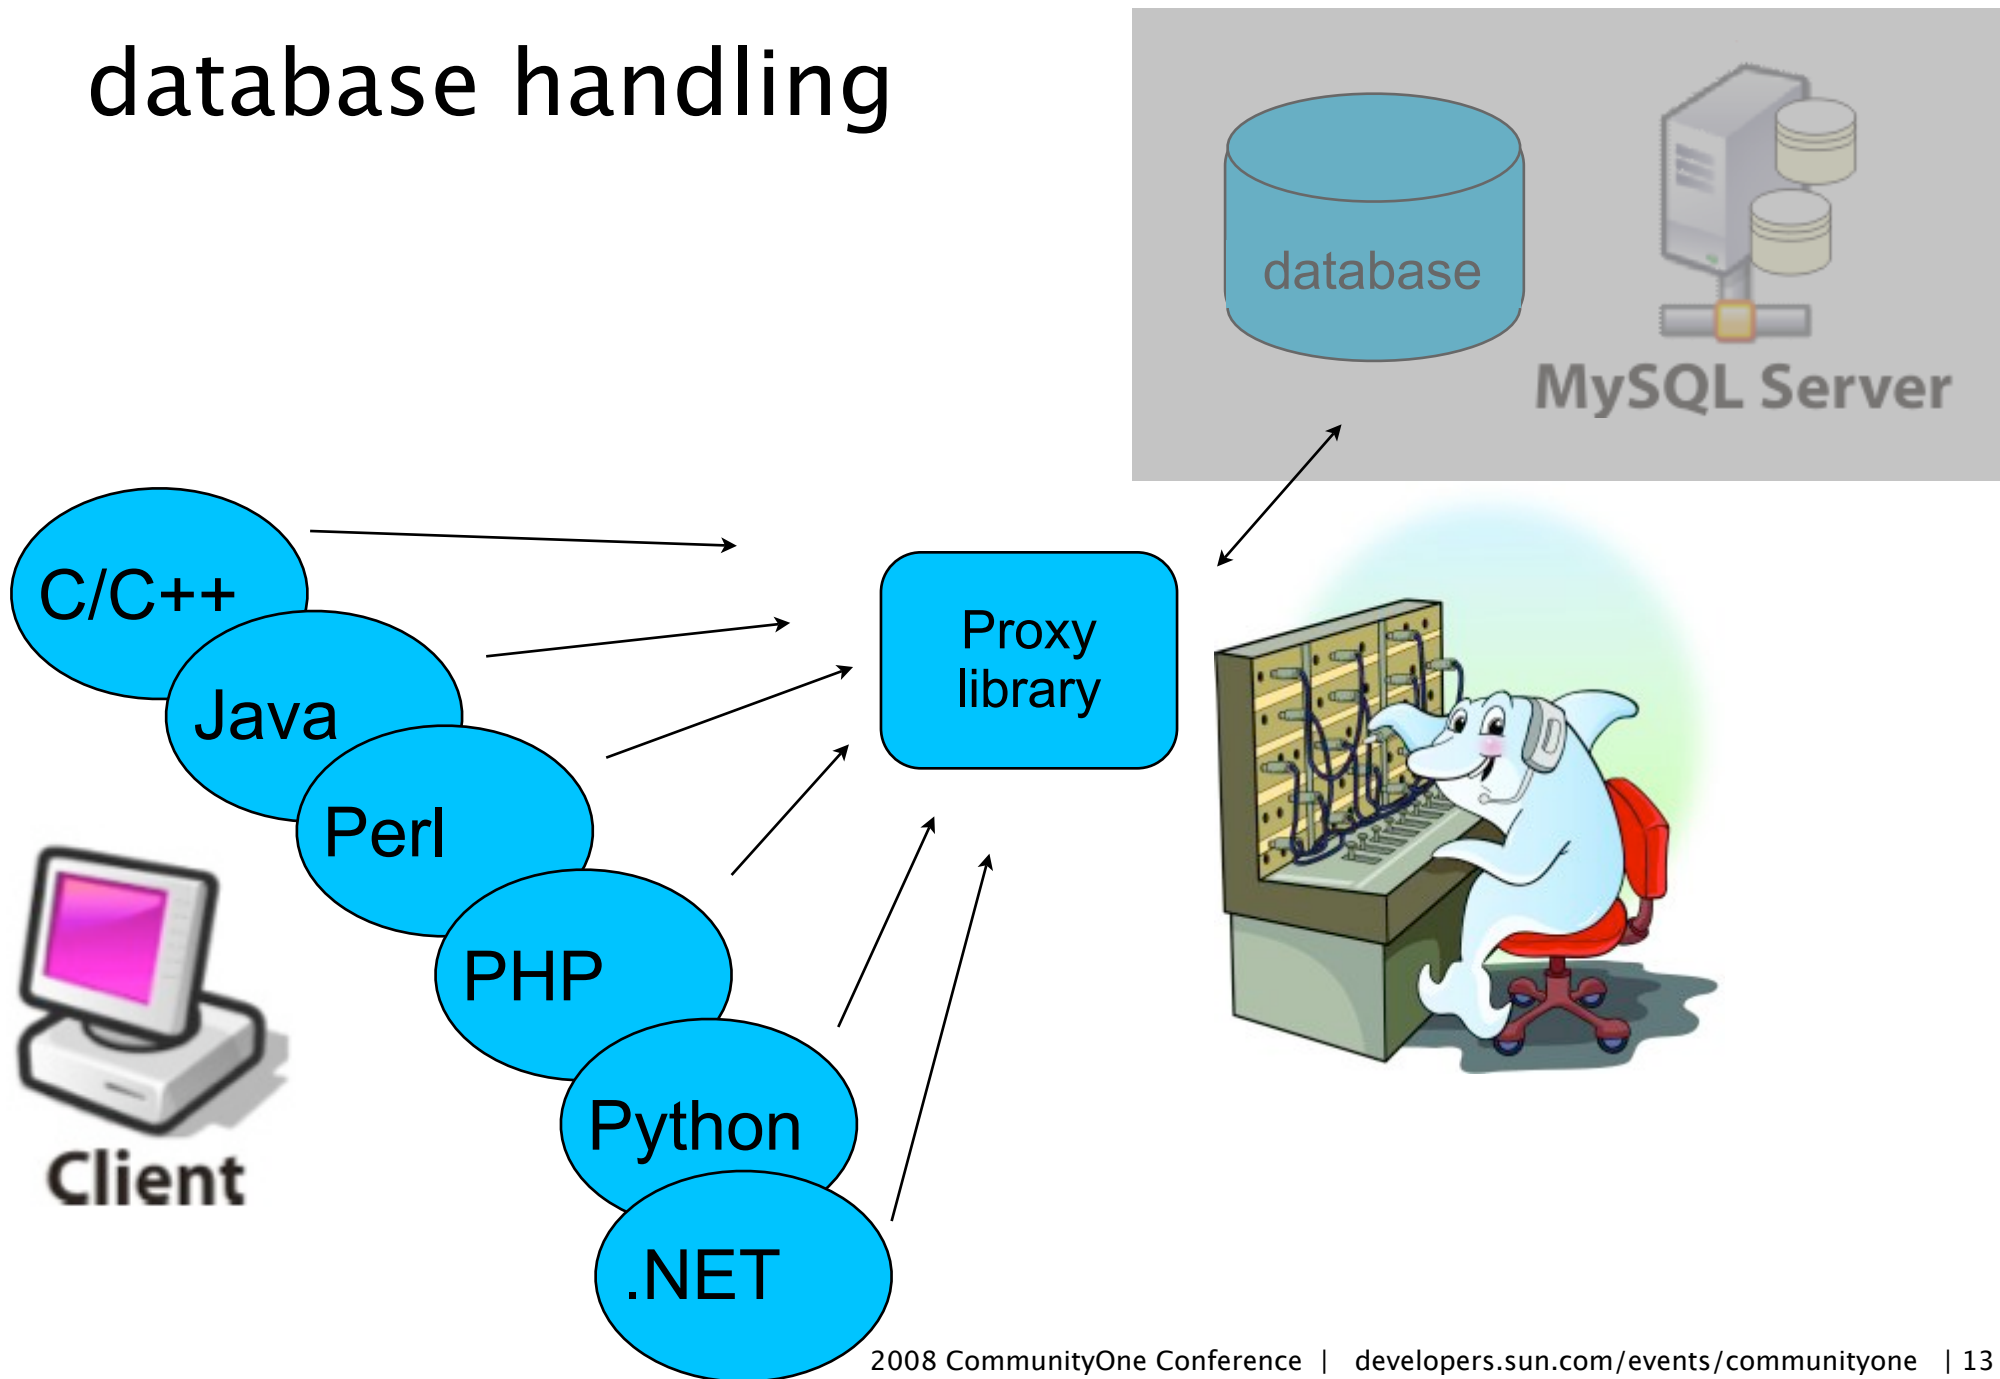 database handling
database
MySQL Server
C/C++
Java
Perl
PHP
Python
.NET
Proxy
library
Client
2008 CommunityOne Conference | developers.sun.com/events/communityone | 13